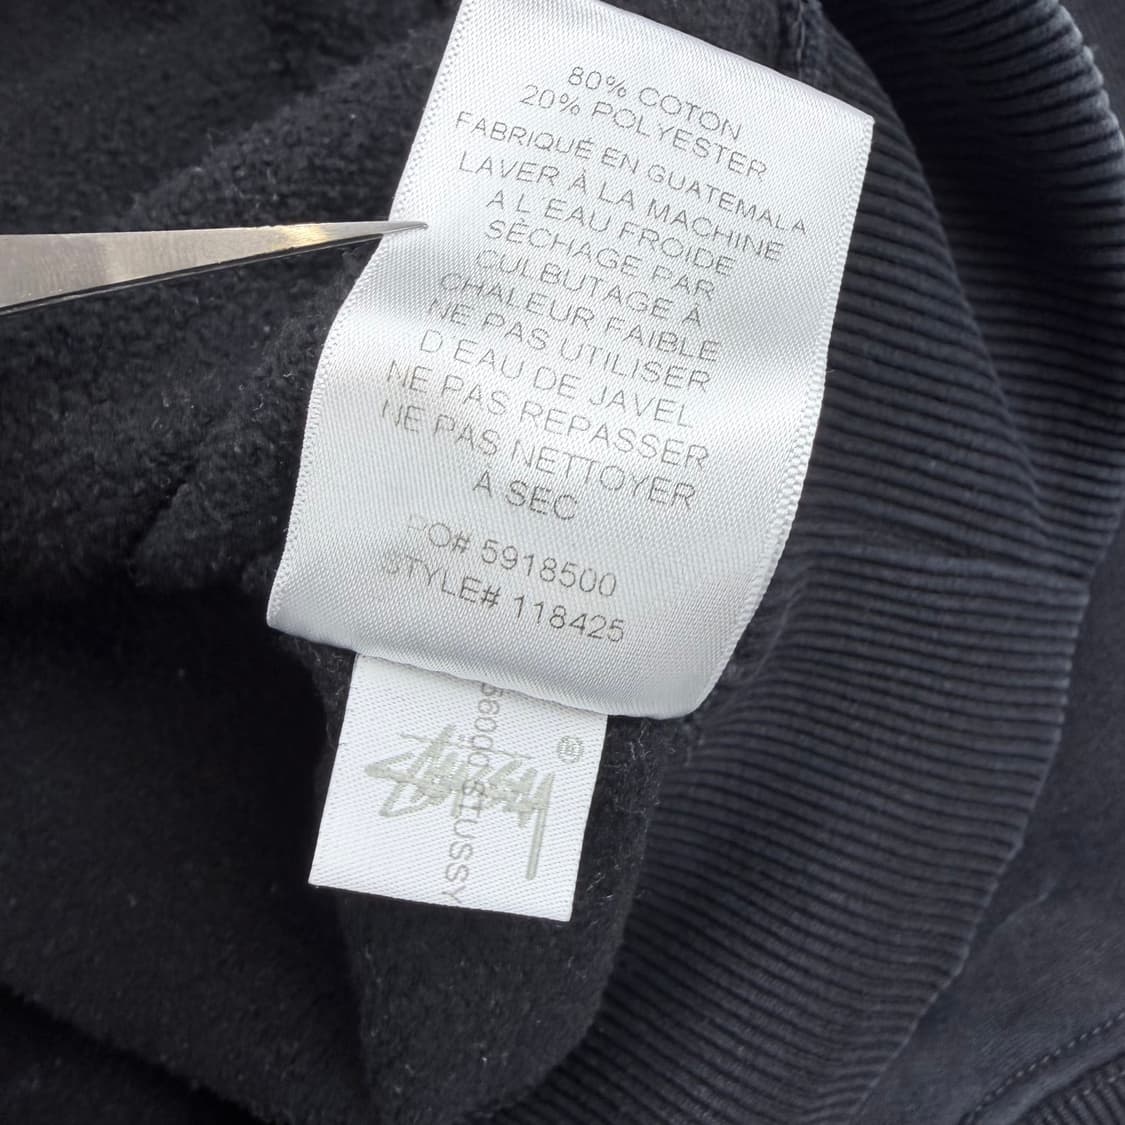 80% COTON
20% POLYESTER
FABRIQUÉ EN GUATEMALA
LAVER À LA MACHINE
A L EAU FROIDE
SÈCHAGE PAR
CULBUTAGE À
CHALEUR FAIBLE
NE PAS UTILISER
D'EAU DE JAVEL
NE PAS REPASSER
NE PAS NETTOYER
À SEC
PO# 5918500
STYLE# 118425
STUSSY
®
Stüssy